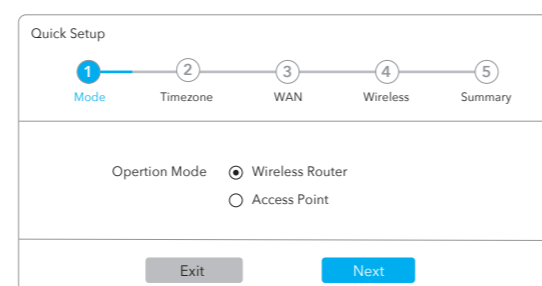 Quick Setup
1 2 3 4 5
Mode Timezone WAN Wireless Summary
Opertion Mode Wireless Router
Access Point
Exit Next